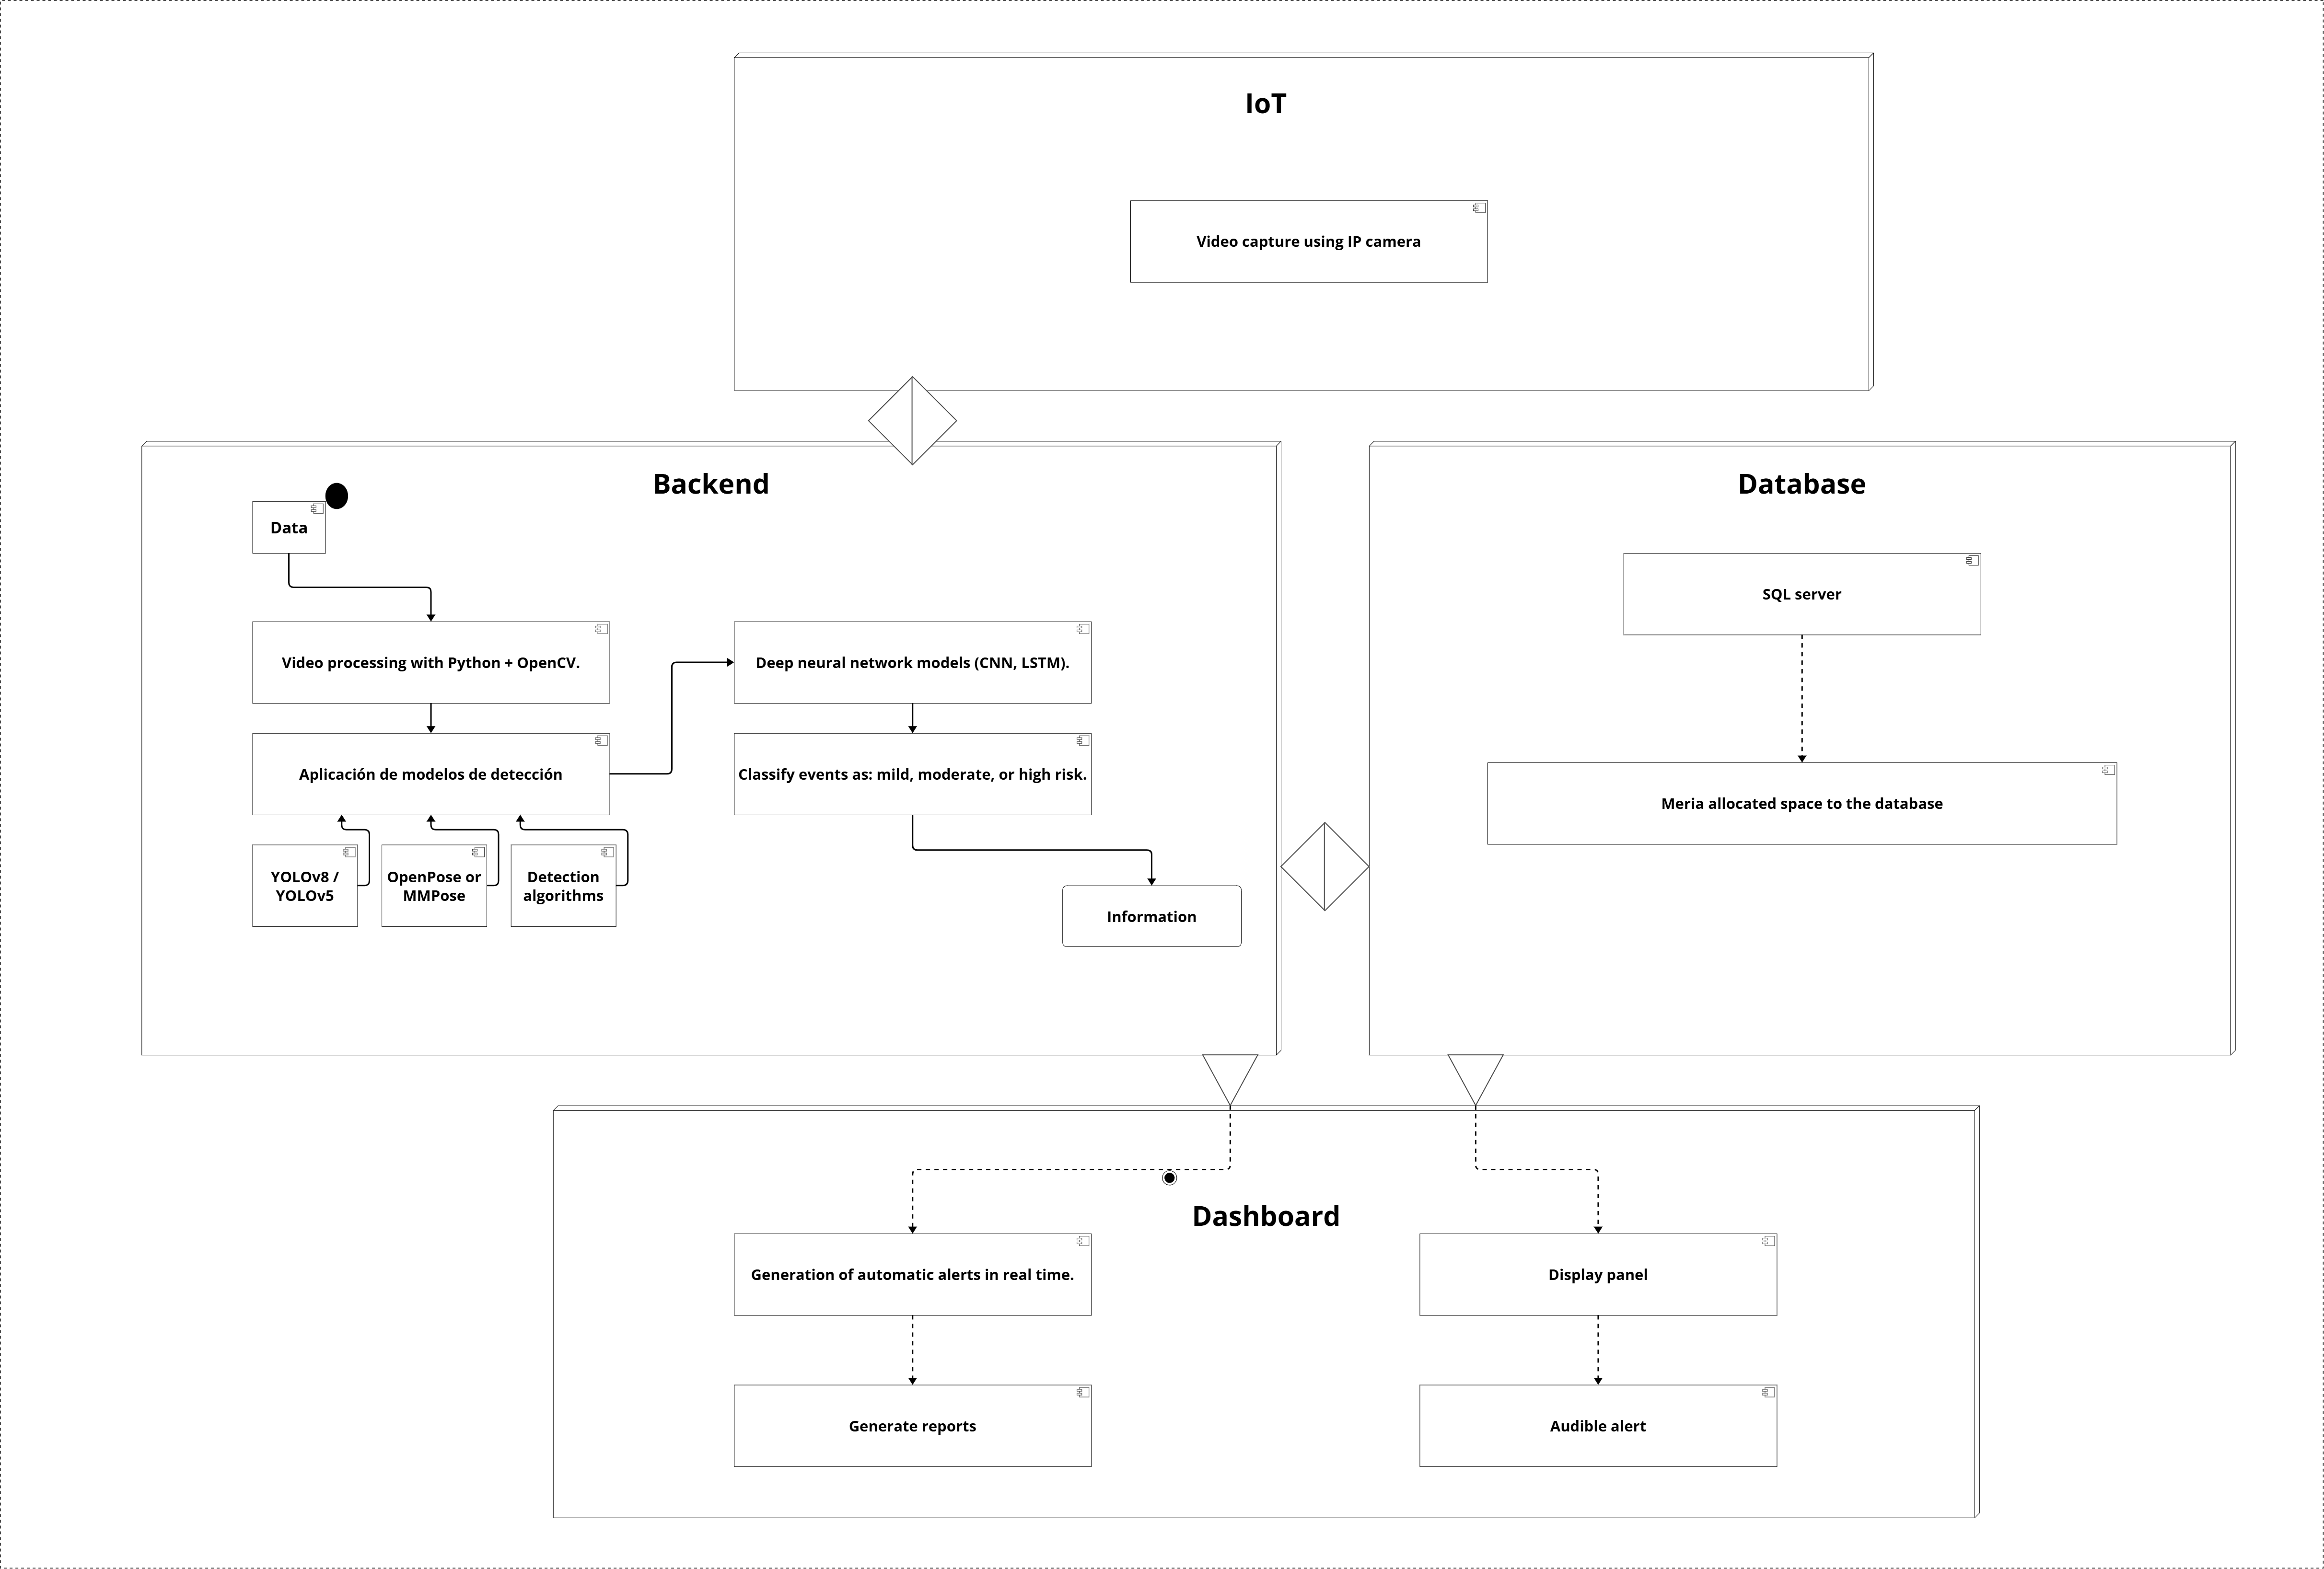 IoT
Video capture using IP camera
Backend
Data
Video processing with Python + OpenCV.
Aplicación de modelos de detección
YOLOv8 /
YOLOv5
OpenPose or
MMPose
Detection
algorithms
Deep neural network models (CNN, LSTM).
Classify events as: mild, moderate, or high risk.
Information
Database
SQL server
Meria allocated space to the database
Dashboard
Generation of automatic alerts in real time.
Display panel
Generate reports
Audible alert